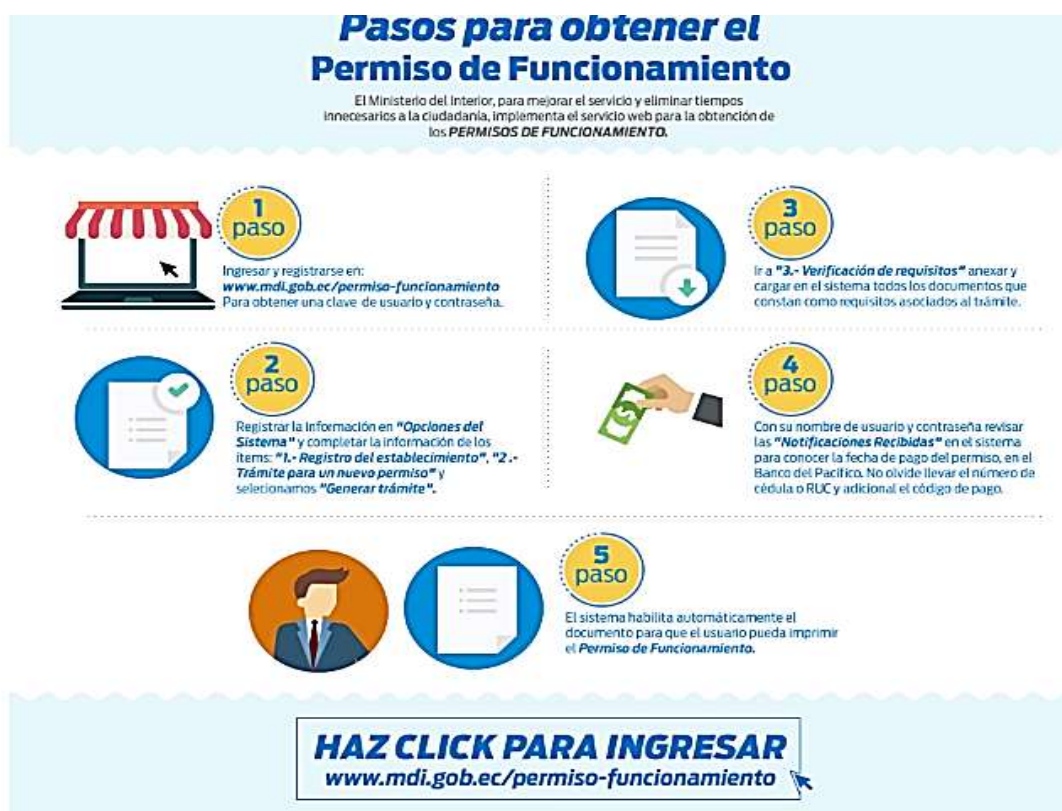 Pasos para obtener el
Permiso de Funcionamiento
El Ministerio del Interior, para mejorar el servicio y eliminar tiempos
innecesarios a la ciudadanía, implementa el servicio web para la obtención de
los PERMISOS DE FUNCIONAMIENTO.
1
paso
Ingresar y registrarse en:
www.mdi.gob.ec/permiso-funcionamiento
Para obtener una clave de usuario y contraseña.
2
paso
Registrar la información en "Opciones del
Sistema" y completar la información de los
ítems: "1.- Registro del establecimiento", "2 .-
Trámite para un nuevo permiso" y
selecionamos "Generar trámite".
3
paso
Ir a "3.- Verificación de requisitos" anexar y
cargar en el sistema todos los documentos que
constan como requisitos asociados al trámite.
4
paso
Con su nombre de usuario y contraseña revisar
las "Notificaciones Recibidas" en el sistema
para conocer la fecha de pago del permiso, en el
Banco del Pacífico. No olvide llevar el número de
cédula o RUC y adicional el código de pago.
5
paso
El sistema habilita automáticamente el
documento para que el usuario pueda imprimir
el Permiso de Funcionamiento.
HAZ CLICK PARA INGRESAR
www.mdi.gob.ec/permiso-funcionamiento